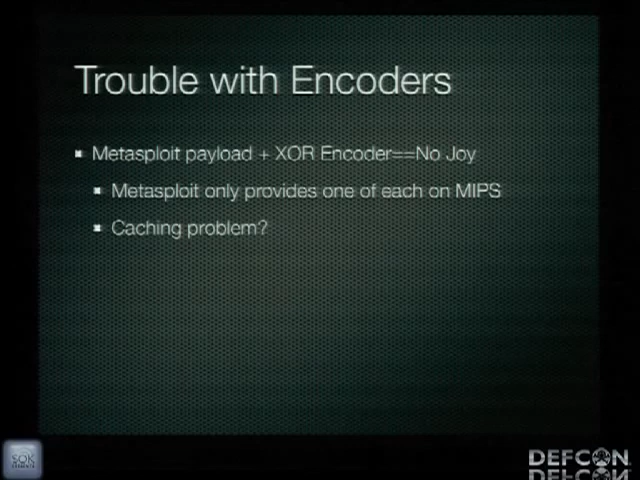 Trouble with Encoders
Metasploit payload + XOR Encoder==No Joy
Metasploit only provides one of each on MIPS
Caching problem?
SOK
DEFCON